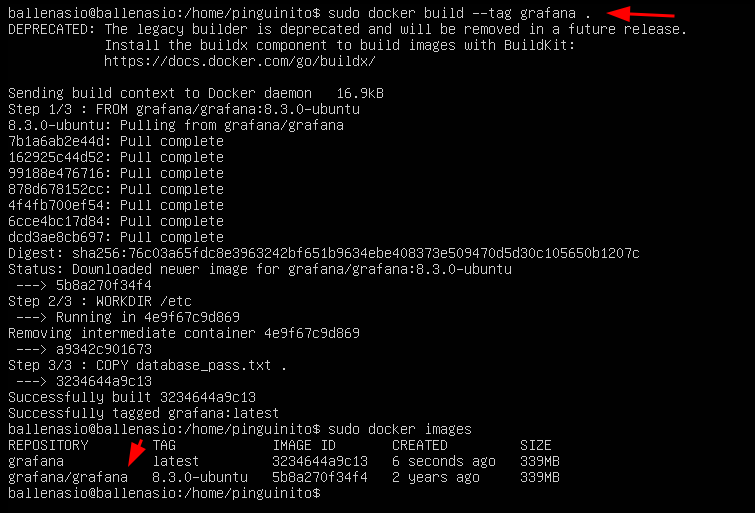 ballenasio@ballenasio:/home/pinguinito$ sudo docker build --tag grafana .
DEPRECATED: The legacy builder is deprecated and will be removed in a future release.
            Install the buildx component to build images with BuildKit:
            https://docs.docker.com/go/buildx/
Sending build context to Docker daemon   16.9kB
Step 1/3 : FROM grafana/grafana:8.3.0-ubuntu
8.3.0-ubuntu: Pulling from grafana/grafana
7b1a6ab2e44d: Pull complete
162925c44d52: Pull complete
99188e476716: Pull complete
878d678152cc: Pull complete
4f4fb700ef54: Pull complete
6cce4bc17d84: Pull complete
dcd3ae8cb697: Pull complete
Digest: sha256:76c03a65fdc8e3963242bf651b9634ebe408373e509470d5d30c105650b1207c
Status: Downloaded newer image for grafana/grafana:8.3.0-ubuntu
 ---> 5b8a270f34f4
Step 2/3 : WORKDIR /etc
 ---> Running in 4e9f67c9d869
Removing intermediate container 4e9f67c9d869
 ---> a9342c901673
Step 3/3 : COPY database_pass.txt .
 ---> 3234644a9c13
Successfully built 3234644a9c13
Successfully tagged grafana:latest
ballenasio@ballenasio:/home/pinguinito$ sudo docker images
REPOSITORY        TAG            IMAGE ID       CREATED         SIZE
grafana           latest         3234644a9c13   6 seconds ago   339MB
grafana/grafana   8.3.0-ubuntu   5b8a270f34f4   2 years ago     339MB
ballenasio@ballenasio:/home/pinguinito$